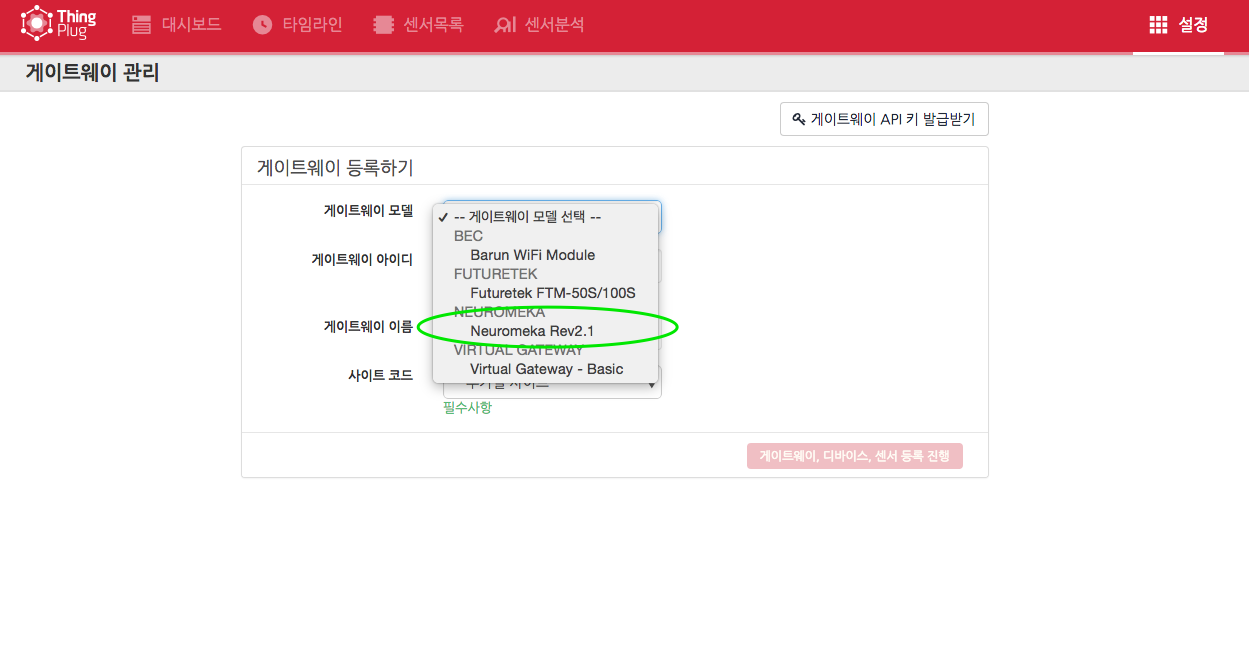 Thing
Plug
대시보드
타임라인
센서목록
센서분석
설정
게이트웨이 관리
게이트웨이 API 키 발급받기
게이트웨이 등록하기
게이트웨이 모델
✓ -- 게이트웨이 모델 선택 --
BEC
Barun WiFi Module
FUTURETEK
Futuretek FTM-50S/100S
NEUROMEKA
Neuromeka Rev2.1
VIRTUAL GATEWAY
Virtual Gateway - Basic
게이트웨이 아이디
게이트웨이 이름
사이트 코드
사이트
필수사항
게이트웨이, 디바이스, 센서 등록 진행